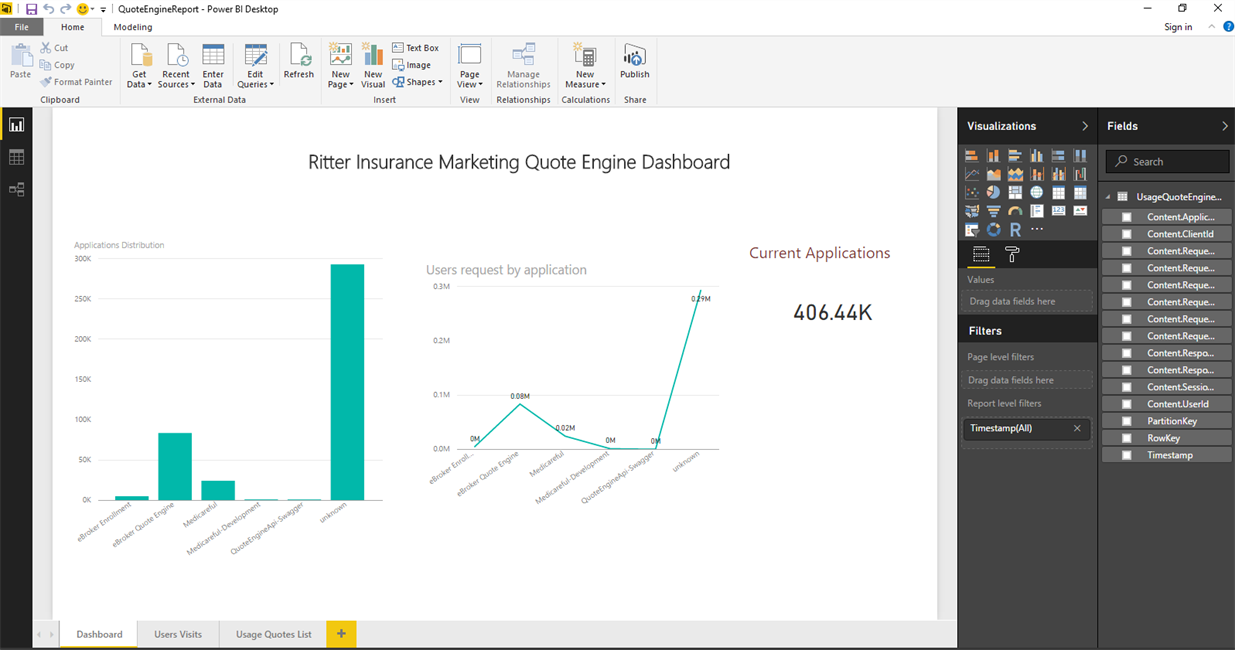 QuoteEngineReport - Power BI Desktop
File Home Modeling Sign in
Paste
Cut
Copy
Format Painter
Clipboard
Get Data
Recent Sources
Enter Data
Edit Queries
Refresh
External Data
New Page
New Visual
Text Box
Image
Shapes
Insert
Page View
View
Manage Relationships
Relationships
New Measure
Calculations
Publish
Share
Ritter Insurance Marketing Quote Engine Dashboard
Applications Distribution
300K
250K
200K
150K
100K
50K
0K
eBroker Enrollment
eBroker Quote Engine
Medicareful
Medicareful-Development
QuoteEngineApi-Swagger
unknown
Users request by application
0.3M
0.2M
0.1M
0.0M
0M
0.08M
0.02M
0M
0M
0.29M
eBroker Enroll...
eBroker Quote Engine
Medicareful
Medicareful-Development
QuoteEngineApi-Swagger
unknown
Current Applications
406.44K
Visualizations
R
123
Values
Drag data fields here
Filters
Page level filters
Drag data fields here
Report level filters
Timestamp(All)
Fields
Search
UsageQuoteEngine...
Content.Applic...
Content.ClientId
Content.Reque...
Content.Reque...
Content.Reque...
Content.Reque...
Content.Reque...
Content.Reque...
Content.Respo...
Content.Respo...
Content.Sessio...
Content.UserId
PartitionKey
RowKey
Timestamp
Dashboard Users Visits Usage Quotes List +